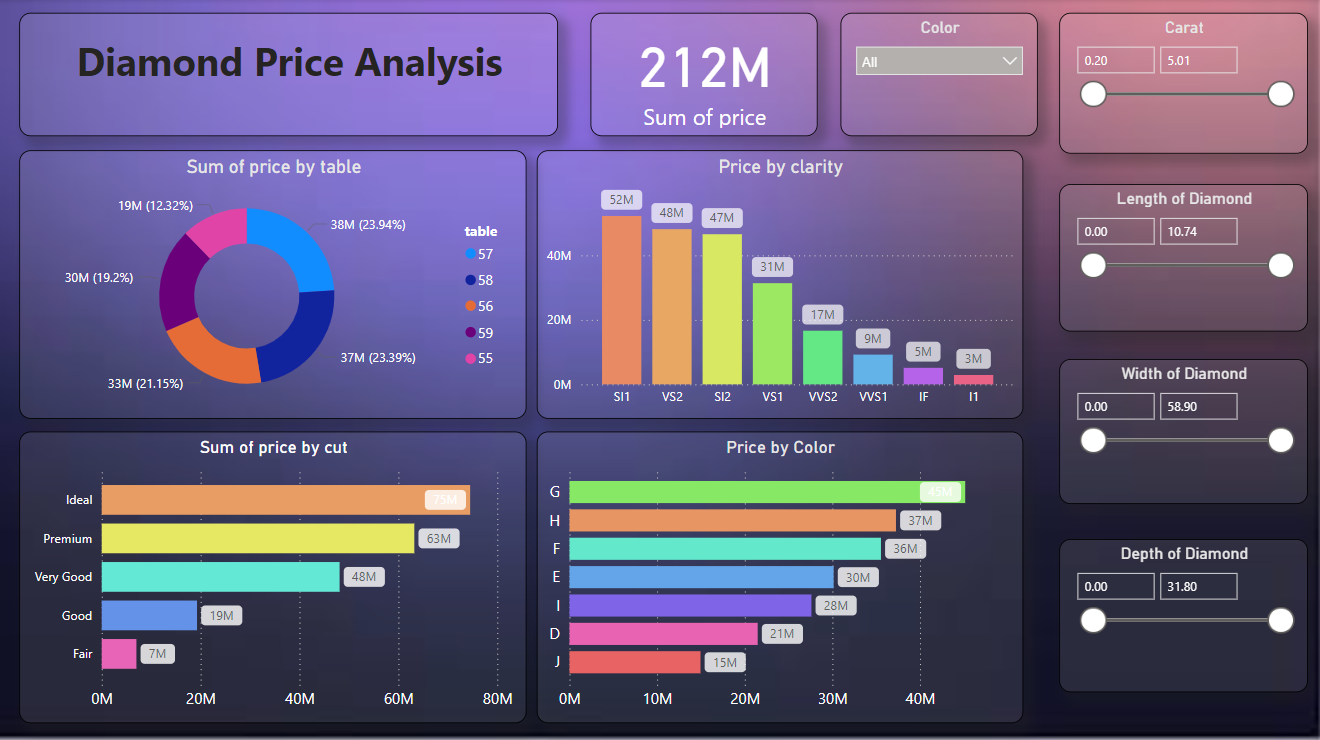 Diamond Price Analysis
212M
Sum of price
Color
All
Carat
0.20 5.01
Sum of price by table
19M (12.32%)
38M (23.94%)
30M (19.2%)
37M (23.39%)
33M (21.15%)
table
57
58
56
59
55
Price by clarity
52M 48M 47M 31M 17M 9M 5M 3M
40M
20M
0M
SI1 VS2 SI2 VS1 VVS2 VVS1 IF I1
Length of Diamond
0.00 10.74
Width of Diamond
0.00 58.90
Sum of price by cut
Ideal 75M
Premium 63M
Very Good 48M
Good 19M
Fair 7M
0M 20M 40M 60M 80M
Price by Color
G 45M
H 37M
F 36M
E 30M
I 28M
D 21M
J 15M
0M 10M 20M 30M 40M
Depth of Diamond
0.00 31.80